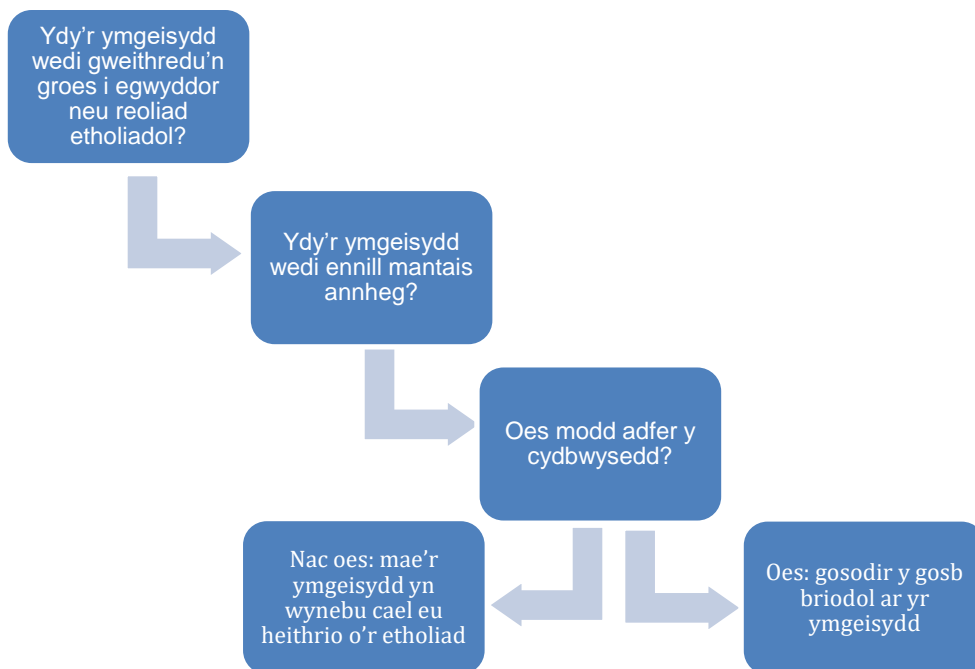 Ydy’r ymgeisydd
wedi gweithredu’n
groes i egwyddor
neu reoliad
etholiadol?
Ydy’r ymgeisydd
wedi ennill mantais
annheg?
Oes modd adfer y
cydbwysedd?
Nac oes: mae’r
ymgeisydd yn
wynebu cael eu
heithrio o’r etholiad
Oes: gosodir y gosb
briodol ar yr
ymgeisydd